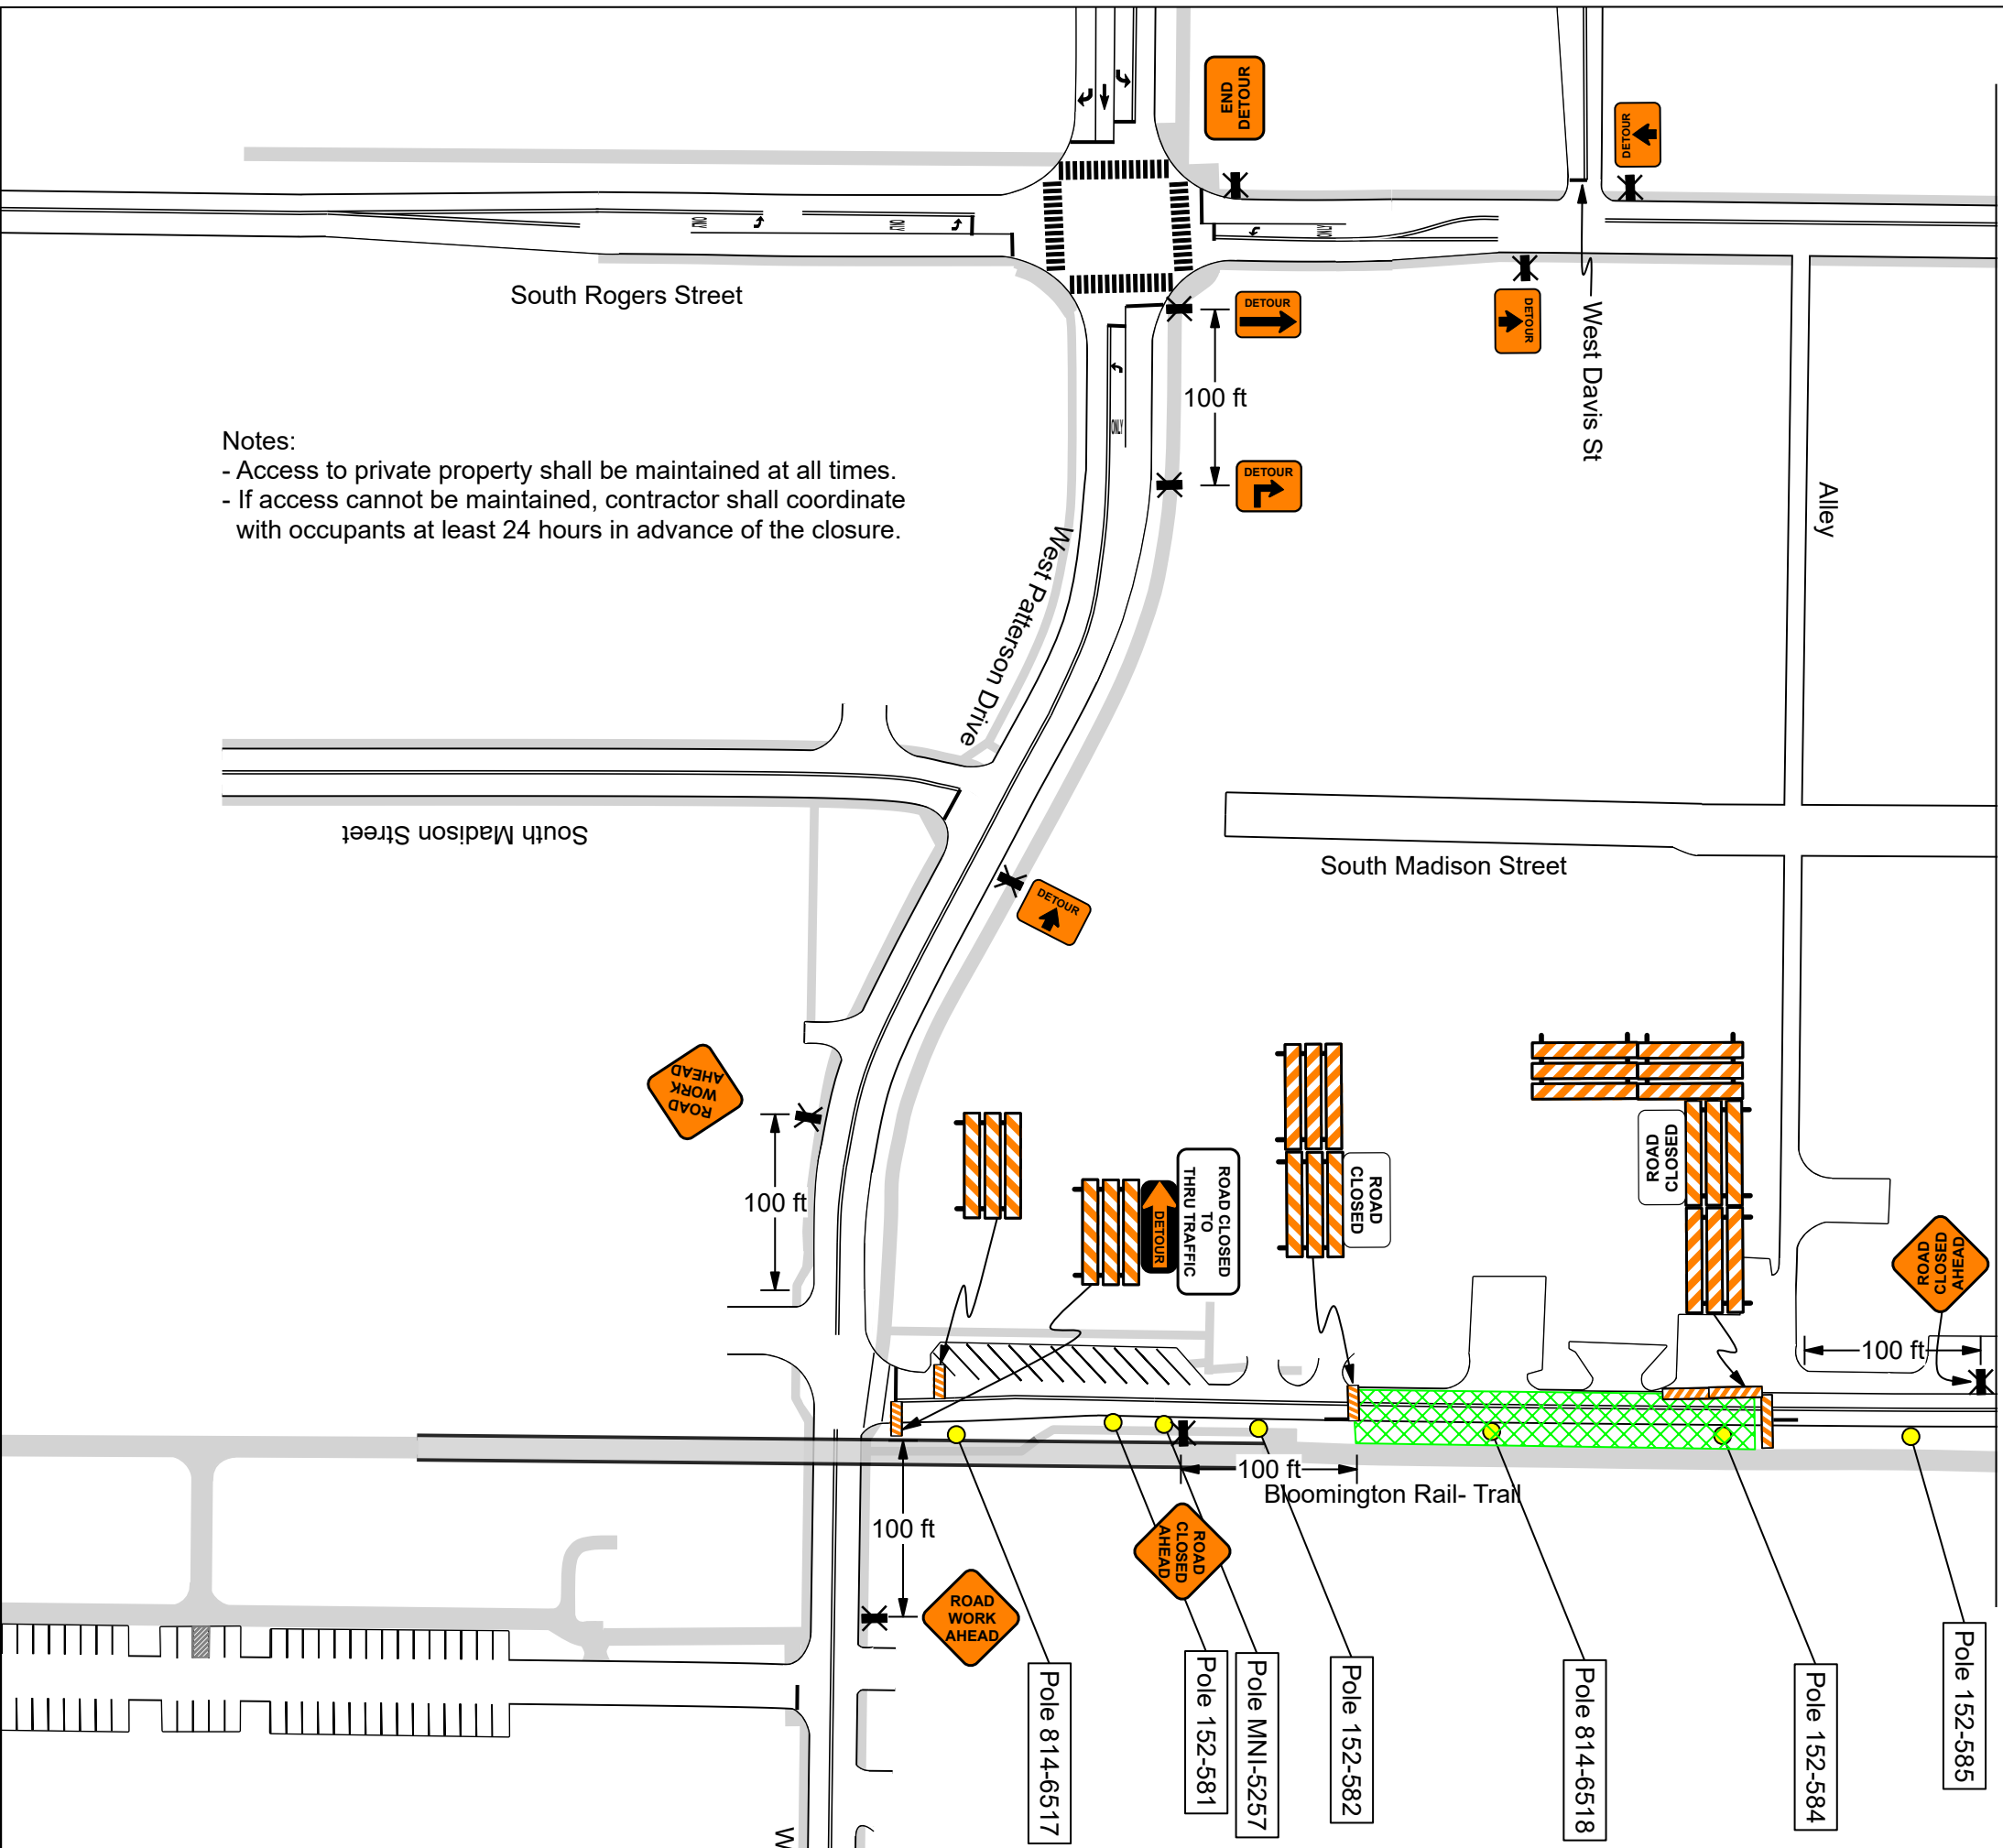 END
DETOUR
DETOUR
ONLY
ONLY
ONLY
South Rogers Street
DETOUR
DETOUR
West Davis St
100 ft
ONLY
DETOUR
Notes:
- Access to private property shall be maintained at all times.
- If access cannot be maintained, contractor shall coordinate
with occupants at least 24 hours in advance of the closure.
Alley
West Patterson Drive
South Madison Street
South Madison Street
DETOUR
ROAD
WORK
AHEAD
100 ft
ROAD CLOSED
TO
THRU TRAFFIC
DETOUR
ROAD
CLOSED
ROAD
CLOSED
ROAD
CLOSED
AHEAD
100 ft
100 ft
Bloomington Rail- Trail
100 ft
ROAD
CLOSED
AHEAD
ROAD
WORK
AHEAD
Pole 814-6517
Pole 152-581
Pole MNI-5257
Pole 152-582
Pole 814-6518
Pole 152-584
Pole 152-585
W